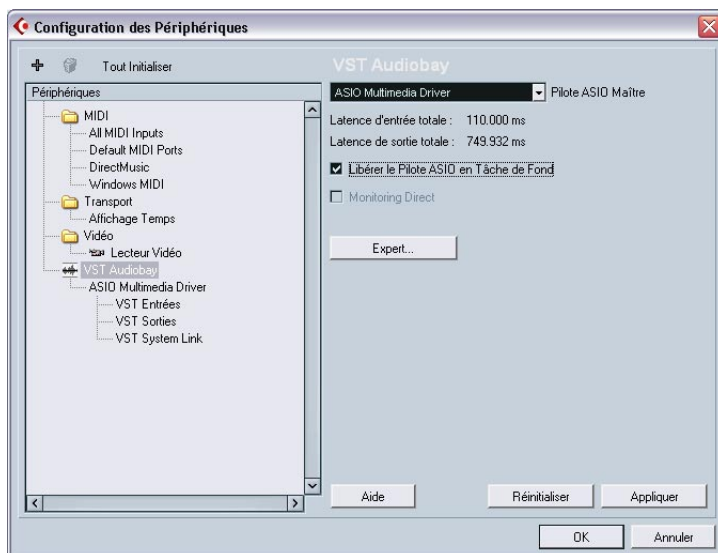 Configuration des Périphériques
Tout Initialiser
Périphériques
MIDI
All MIDI Inputs
Default MIDI Ports
DirectMusic
Windows MIDI
Transport
Affichage Temps
Vidéo
Lecteur Vidéo
VST Audiobay
ASIO Multimedia Driver
VST Entrées
VST Sorties
VST System Link
VST Audiobay
ASIO Multimedia Driver Pilote ASIO Maître
Latence d'entrée totale : 110.000 ms
Latence de sortie totale : 749.932 ms
Libérer le Pilote ASIO en Tâche de Fond
Monitoring Direct
Expert...
Aide Réinitialiser Appliquer
OK Annuler